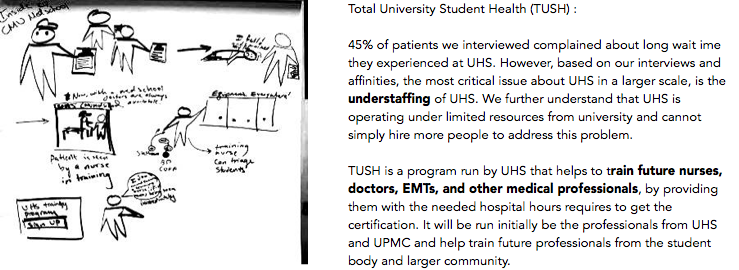 Inside of
CMU Med School
Now, with a med school
doctors are always
available!
Patient is seen
by a nurse
in training
training
nurse
can triage
students
UHS training
program
SIGN UP
Total University Student Health (TUSH) :
45% of patients we interviewed complained about long wait ime
they experienced at UHS. However, based on our interviews and
affinities, the most critical issue about UHS in a larger scale, is the
understaffing of UHS. We further understand that UHS is
operating under limited resources from university and cannot
simply hire more people to address this problem.
TUSH is a program run by UHS that helps to train future nurses,
doctors, EMTs, and other medical professionals, by providing
them with the needed hospital hours requires to get the
certification. It will be run initially be the professionals from UHS
and UPMC and help train future professionals from the student
body and larger community.